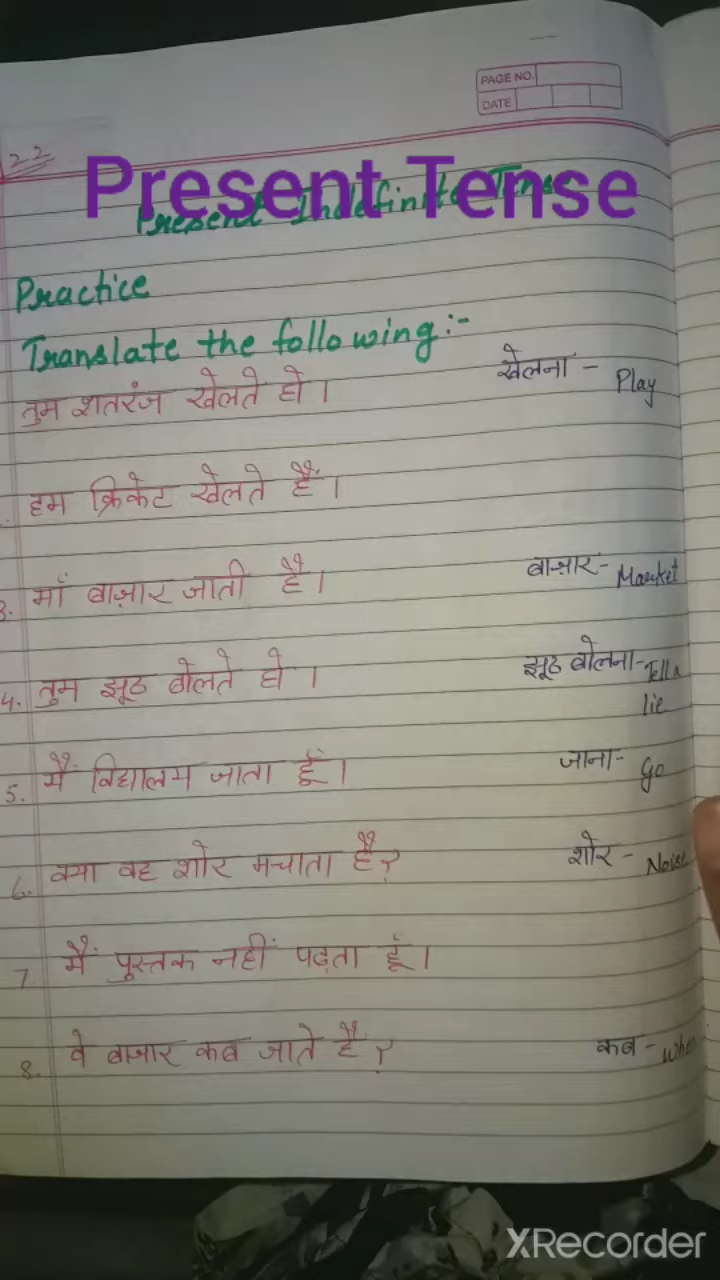 PAGE NO.
DATE
22
Present Tense
Present Indefinite Tense
Practice
Translate the following:-
तुम शतरंज खेलते हो। खेलना - Play
हम क्रिकेट खेलते हैं।
3. माँ बाज़ार जाती है। बाज़ार - Market
4. तुम झूठ बोलते हो। झूठ बोलना - Tell a
lie
5. मैं विद्यालय जाता हूँ। जाना - Go
6. क्या वह शोर मचाता है? शोर - Noise
7. मैं पुस्तक नहीं पढ़ता हूं।
8. वे बाजार कब जाते है? कब - When
XRecorder